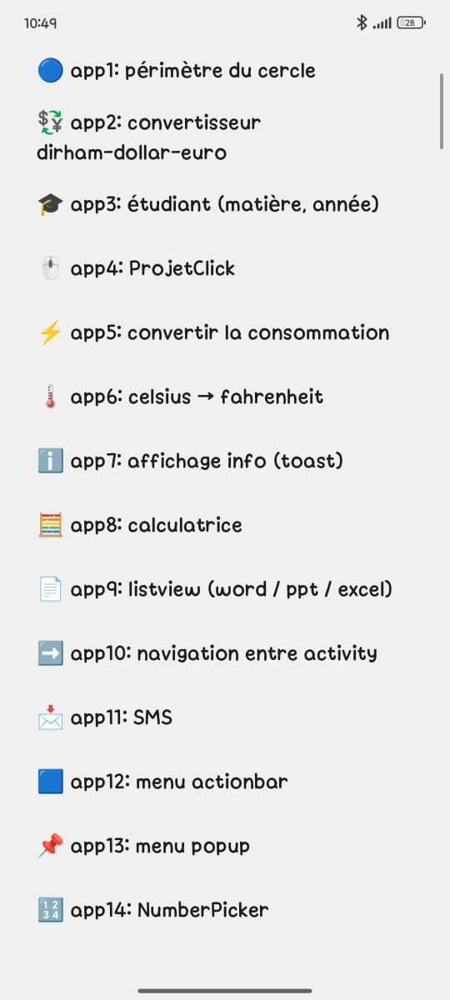 10:49 28
🔵 app1: périmètre du cercle
💱 app2: convertisseur
dirham-dollar-euro
🎓 app3: étudiant (matière, année)
🖱️ app4: ProjetClick
⚡ app5: convertir la consommation
🌡️ app6: celsius → fahrenheit
ℹ️ app7: affichage info (toast)
🧮 app8: calculatrice
📄 app9: listview (word / ppt / excel)
➡️ app10: navigation entre activity
📩 app11: SMS
🟦 app12: menu actionbar
📌 app13: menu popup
🔢 app14: NumberPicker